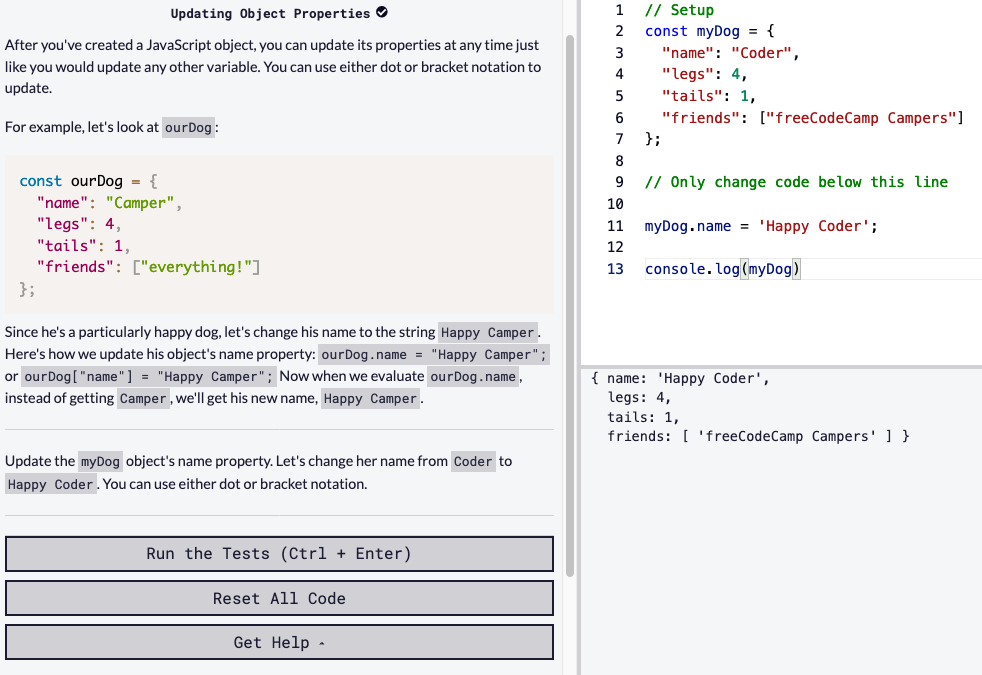 Updating Object Properties
After you've created a JavaScript object, you can update its properties at any time just
like you would update any other variable. You can use either dot or bracket notation to
update.
For example, let's look at ourDog:
const ourDog = {
  "name": "Camper",
  "legs": 4,
  "tails": 1,
  "friends": ["everything!"]
};
Since he's a particularly happy dog, let's change his name to the string Happy Camper.
Here's how we update his object's name property: ourDog.name = "Happy Camper";
or ourDog["name"] = "Happy Camper"; Now when we evaluate ourDog.name,
instead of getting Camper, we'll get his new name, Happy Camper.
Update the myDog object's name property. Let's change her name from Coder to
Happy Coder. You can use either dot or bracket notation.
Run the Tests (Ctrl + Enter)
Reset All Code
Get Help
1 // Setup
2 const myDog = {
3   "name": "Coder",
4   "legs": 4,
5   "tails": 1,
6   "friends": ["freeCodeCamp Campers"]
7 };
8
9 // Only change code below this line
10
11 myDog.name = 'Happy Coder';
12
13 console.log(myDog)
{ name: 'Happy Coder',
  legs: 4,
  tails: 1,
  friends: [ 'freeCodeCamp Campers' ] }